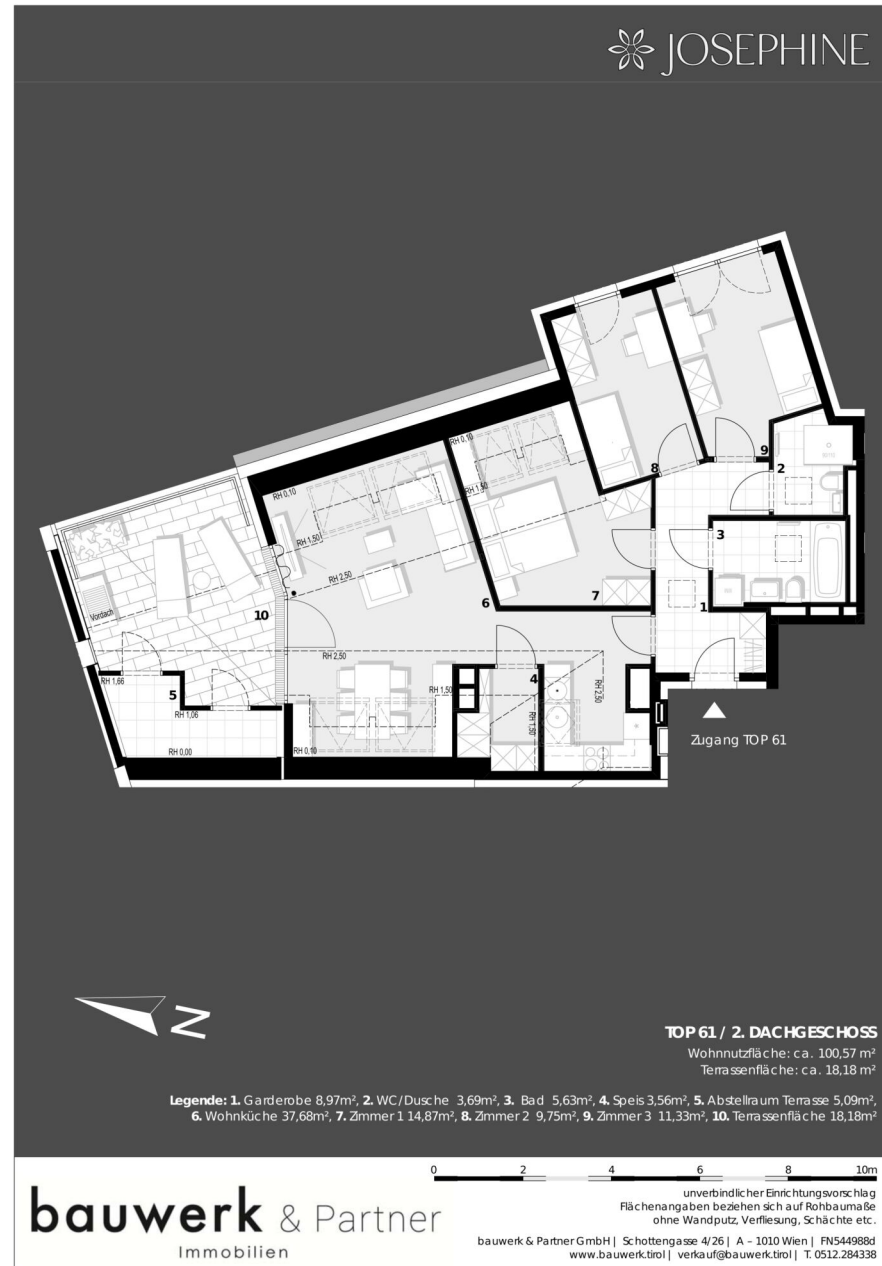 JOSEPHINE
RH 0,10
RH 1,50
RH 2,50
RH 0,10
RH 1,50
8
9
2
3
Vordach
10
6
7
1
RH 2,50
RH 1,66
5
RH 1,06
RH 0,00
RH 1,50
4
RH 2,50
RH 1,50
RH 0,10
Zugang TOP 61
N
TOP 61 / 2. DACHGESCHOSS
Wohnnutzfläche: ca. 100,57 m²
Terrassenfläche: ca. 18,18 m²
Legende: 1. Garderobe 8,97m², 2. WC/Dusche 3,69m², 3. Bad 5,63m², 4. Speis 3,56m², 5. Abstellraum Terrasse 5,09m²,
6. Wohnküche 37,68m², 7. Zimmer 1 14,87m², 8. Zimmer 2 9,75m², 9. Zimmer 3 11,33m², 10. Terrassenfläche 18,18m²
0 2 4 6 8 10m
unverbindlicher Einrichtungsvorschlag
Flächenangaben beziehen sich auf Rohbaumaße
ohne Wandputz, Verfliesung, Schächte etc.
bauwerk & Partner
Immobilien
bauwerk & Partner GmbH | Schottengasse 4/26 | A – 1010 Wien | FN544988d
www.bauwerk.tirol | verkauf@bauwerk.tirol | T. 0512.284338